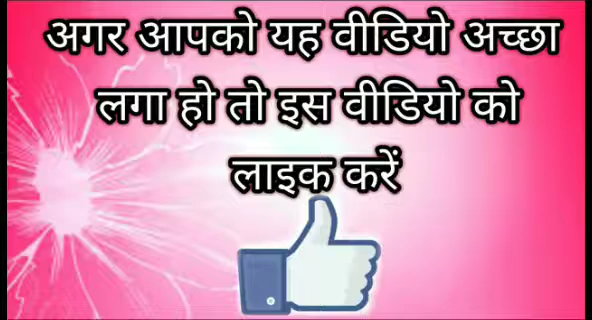 अगर आपको यह वीडियो अच्छा
लगा हो तो इस वीडियो को
लाइक करें